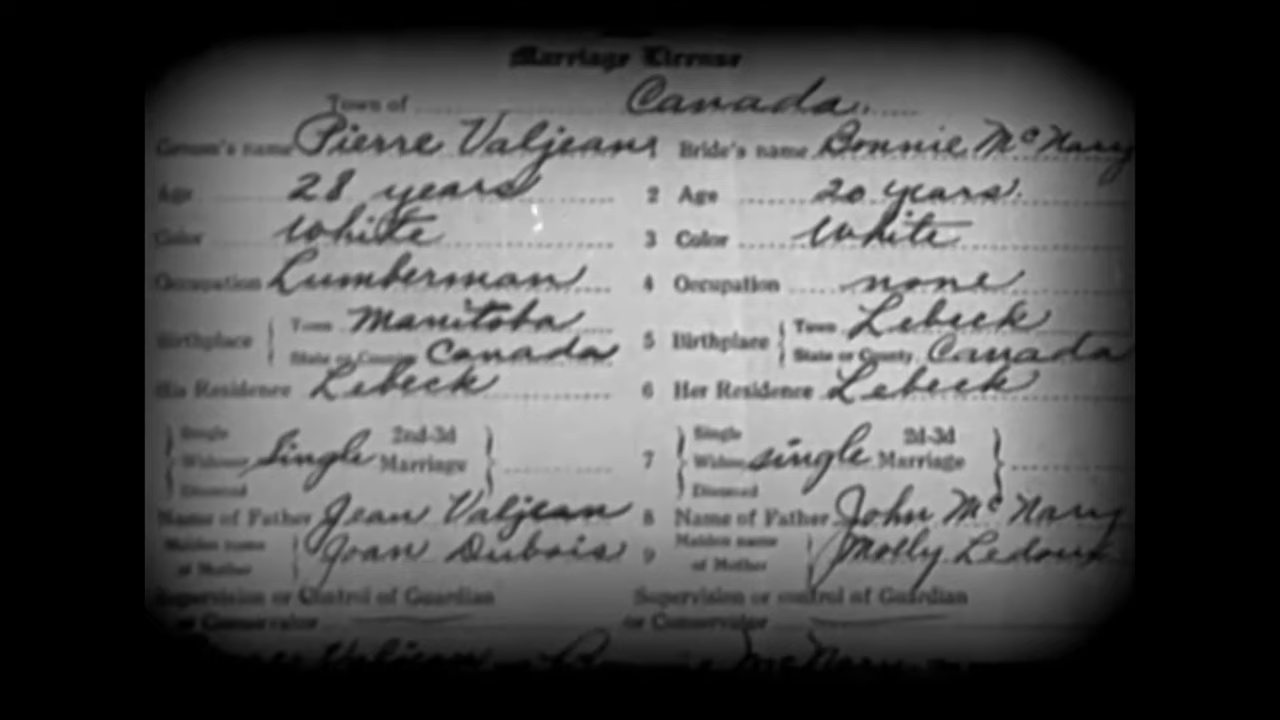 Marriage License
Town of Canada.
Groom's name Pierre Valjean 1 Bride's name Bonnie McNary
Age 28 years 2 Age 20 years.
Color White 3 Color White
Occupation Lumberman 4 Occupation none
Town Manitoba Town Lebeck
Birthplace 5 Birthplace
State or County Canada State or County Canada
His Residence Lebeck 6 Her Residence Lebeck
Single 2nd-3d Single 2d-3d
Widower single Marriage 7 Widow single Marriage
Divorced Divorced
Name of Father Jean Valjean 8 Name of Father John McNary
Maiden name Joan Dubois 9 Maiden name Molly Ledoux
of Mother of Mother
Supervision or Control of Guardian Supervision or control of Guardian
or Conservator or Conservator
Valjean McNary